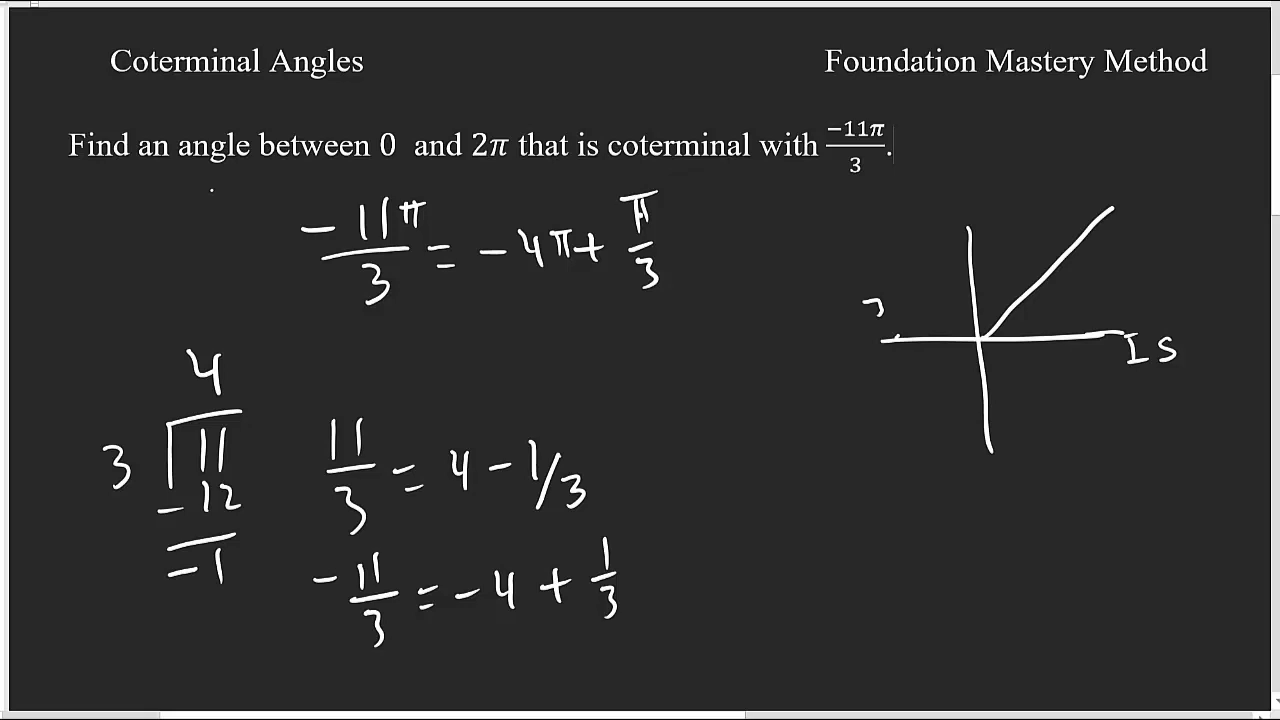 Coterminal Angles
Foundation Mastery Method
Find an angle between 0 and 2π that is coterminal with −11π/3.
−11π/3 = −4π + π/3
I S
4
3 ⟌ 11
−12
−1
11/3 = 4 − 1/3
−11/3 = −4 + 1/3